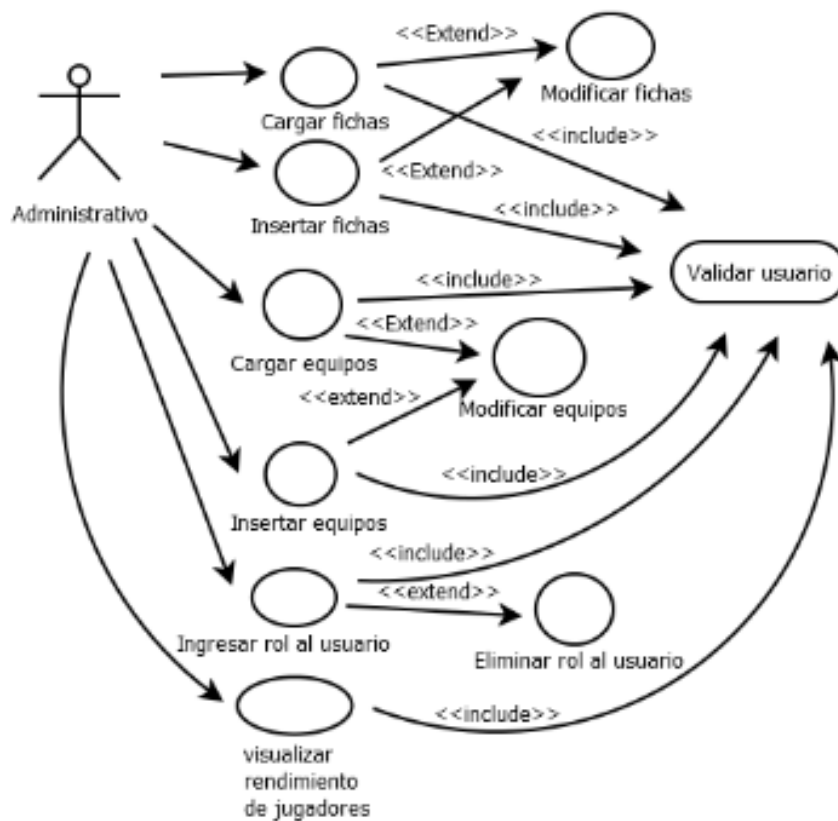 <<Extend>>
Modificar fichas
Cargar fichas
<<include>>
<<Extend>>
Administrativo
Insertar fichas
<<include>>
Validar usuario
<<include>>
<<Extend>>
Cargar equipos
<<extend>>
Modificar equipos
<<include>>
Insertar equipos
<<include>>
<<extend>>
Ingresar rol al usuario
Eliminar rol al usuario
<<include>>
visualizar
rendimiento
de jugadores